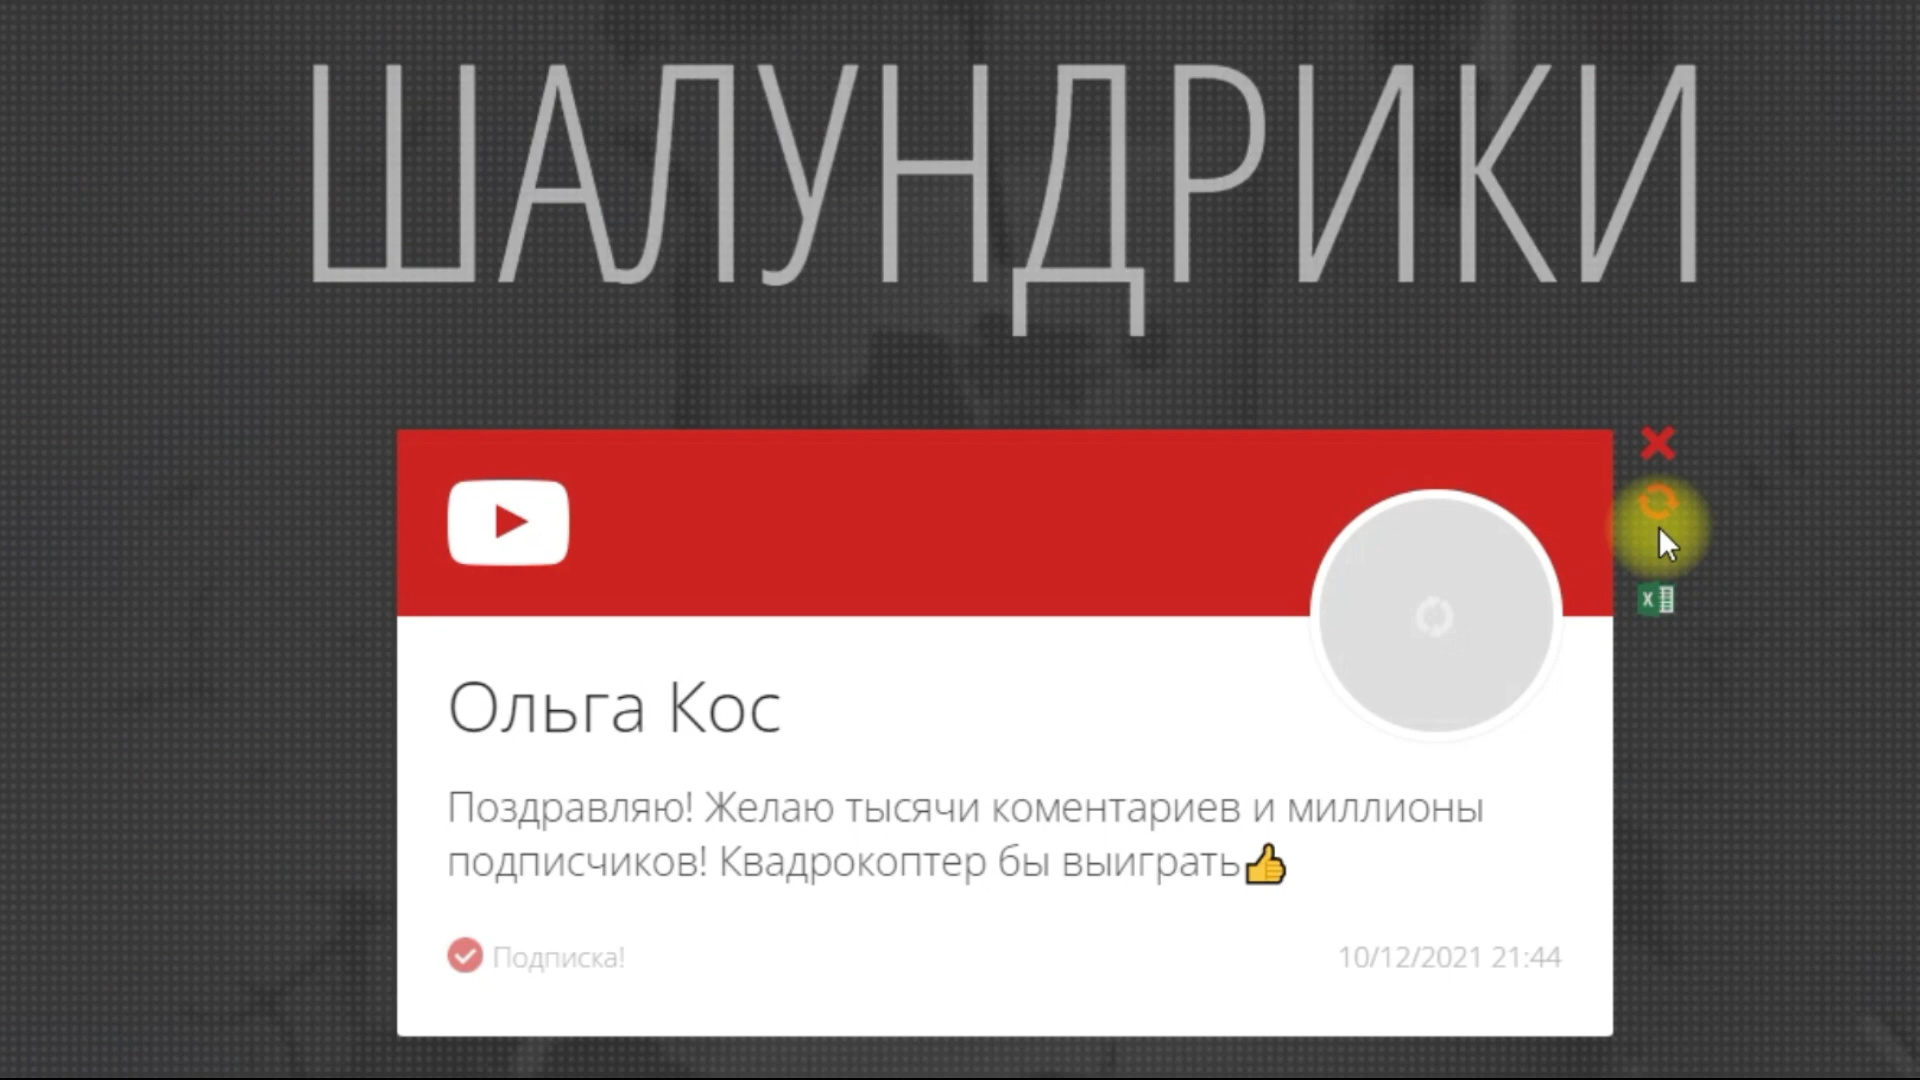 ШАЛУНДРИКИ
Ольга Кос
Поздравляю! Желаю тысячи коментариев и миллионы
подписчиков! Квадрокоптер бы выиграть👍
Подписка!
10/12/2021 21:44